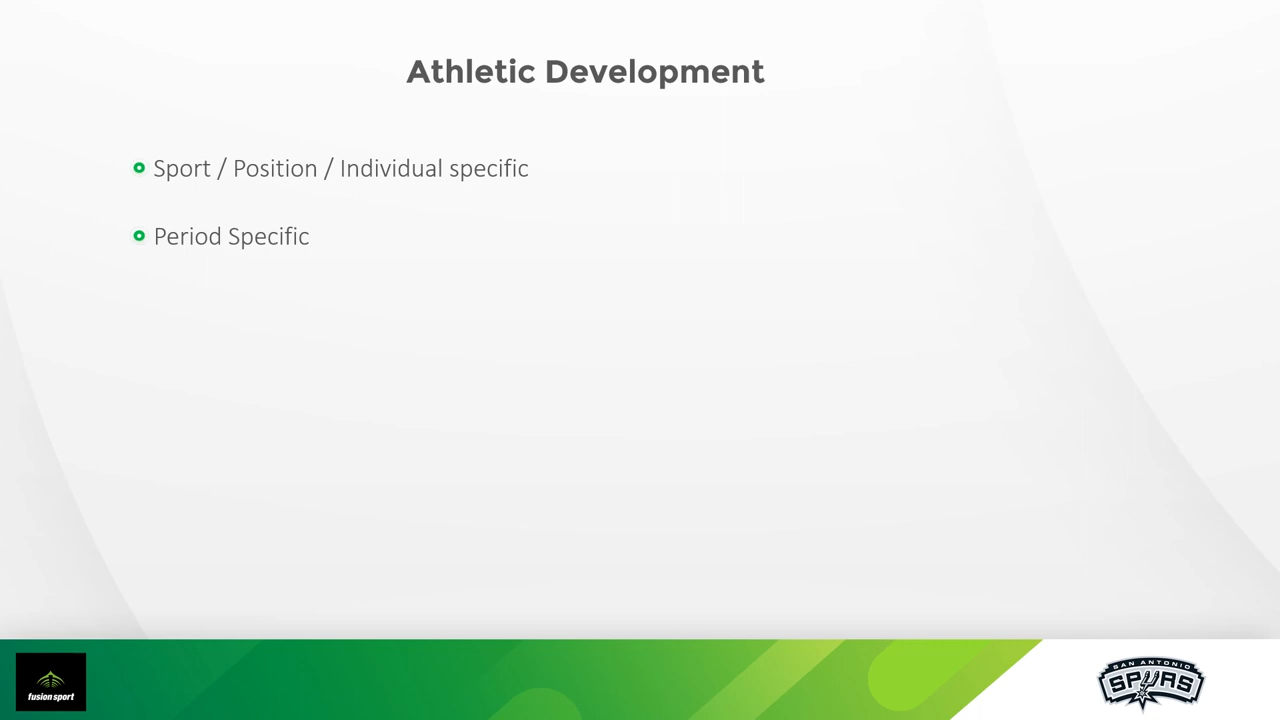 Athletic Development
Sport / Position / Individual specific
Period Specific
fusion sport
SAN ANTONIO
SPURS